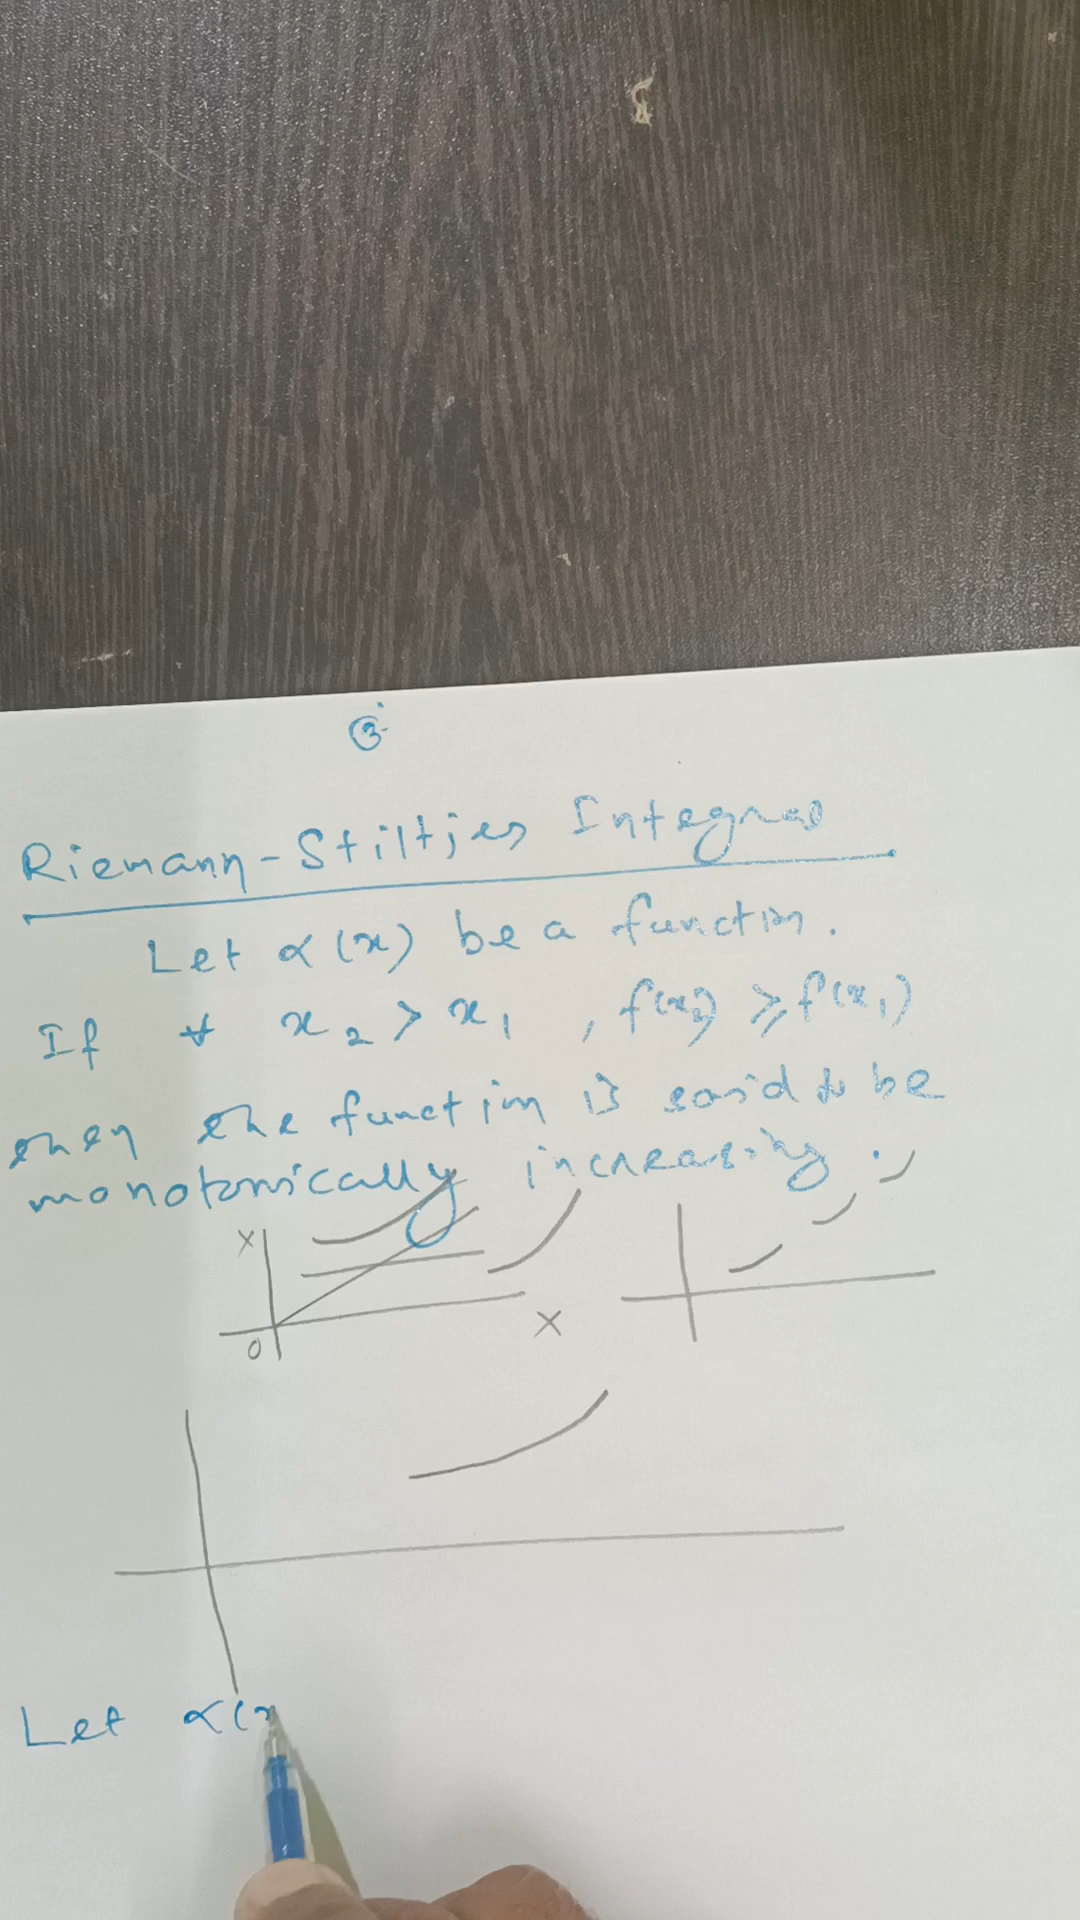 ③
Riemann-Stiltjes Integral
Let α(x) be a function.
If ∀ x₂ > x₁, f(x₂) ⩾ f(x₁)
then the function is said to be
monotonically increasing.
X
O X
Let α(x